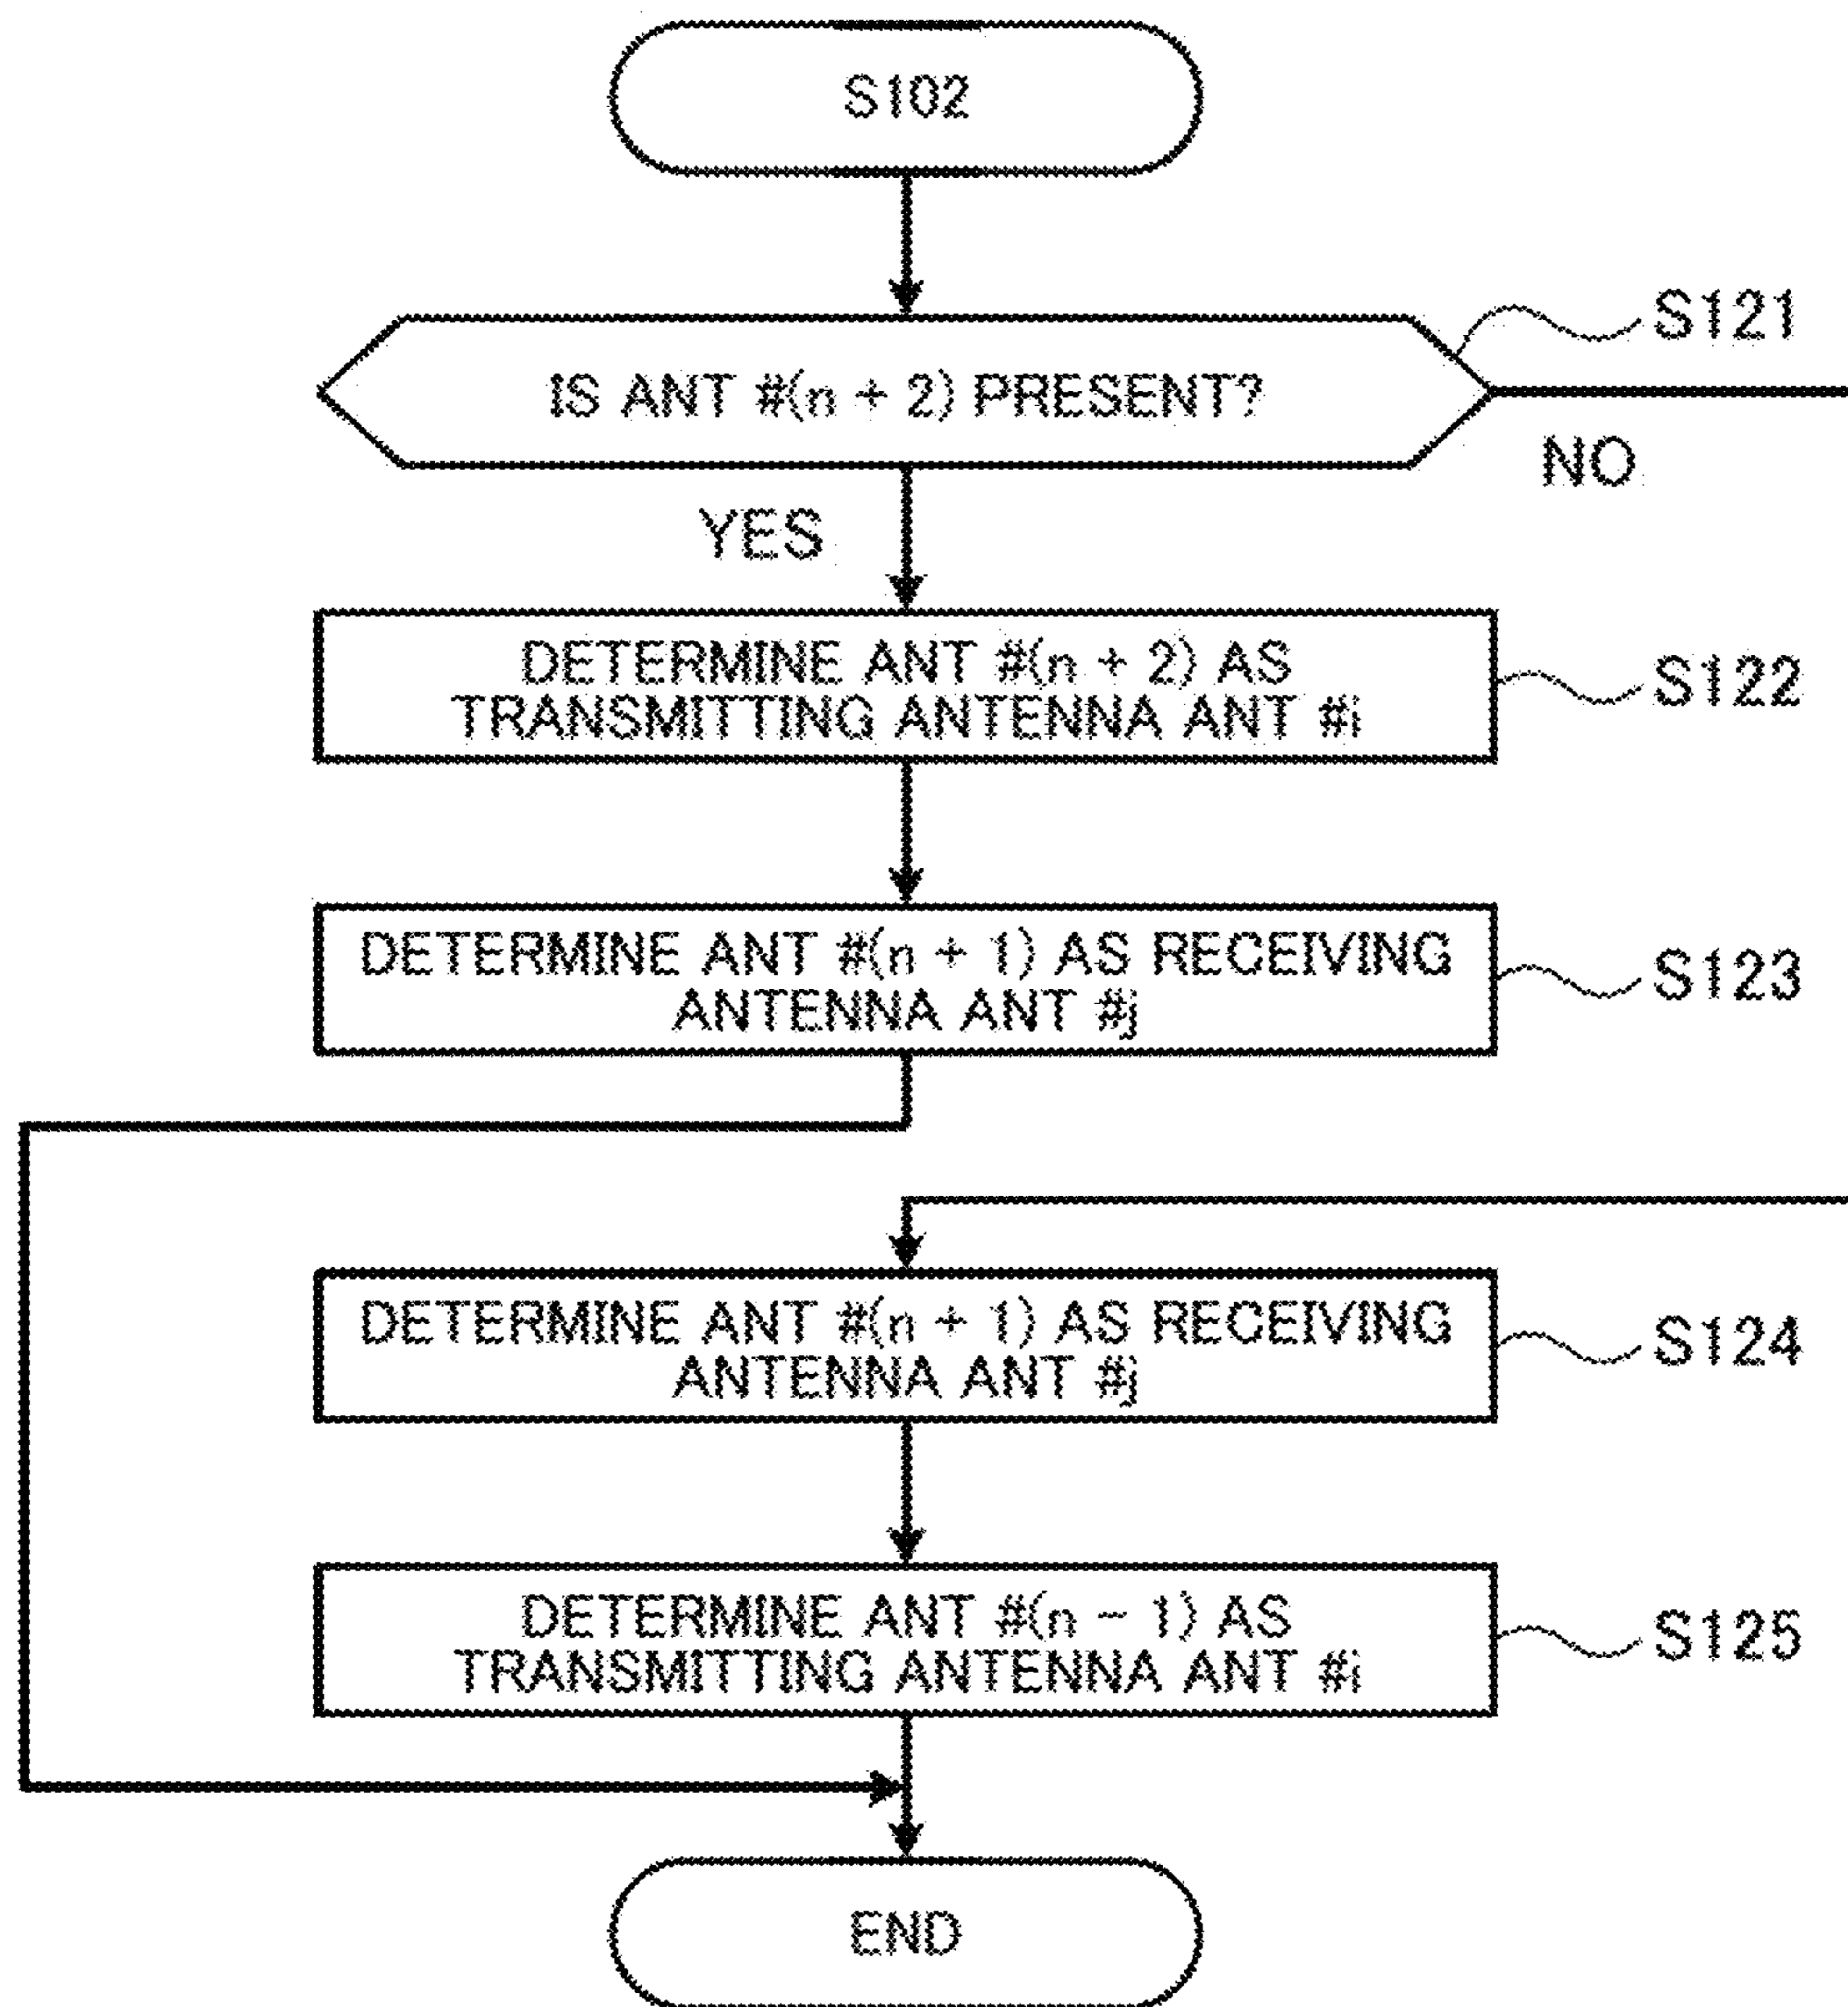 S102
IS ANT #(n + 2) PRESENT?
S121
NO
YES
DETERMINE ANT #(n + 2) AS
TRANSMITTING ANTENNA ANT #i
S122
DETERMINE ANT #(n + 1) AS RECEIVING
ANTENNA ANT #j
S123
DETERMINE ANT #(n + 1) AS RECEIVING
ANTENNA ANT #j
S124
DETERMINE ANT #(n − 1) AS
TRANSMITTING ANTENNA ANT #i
S125
END